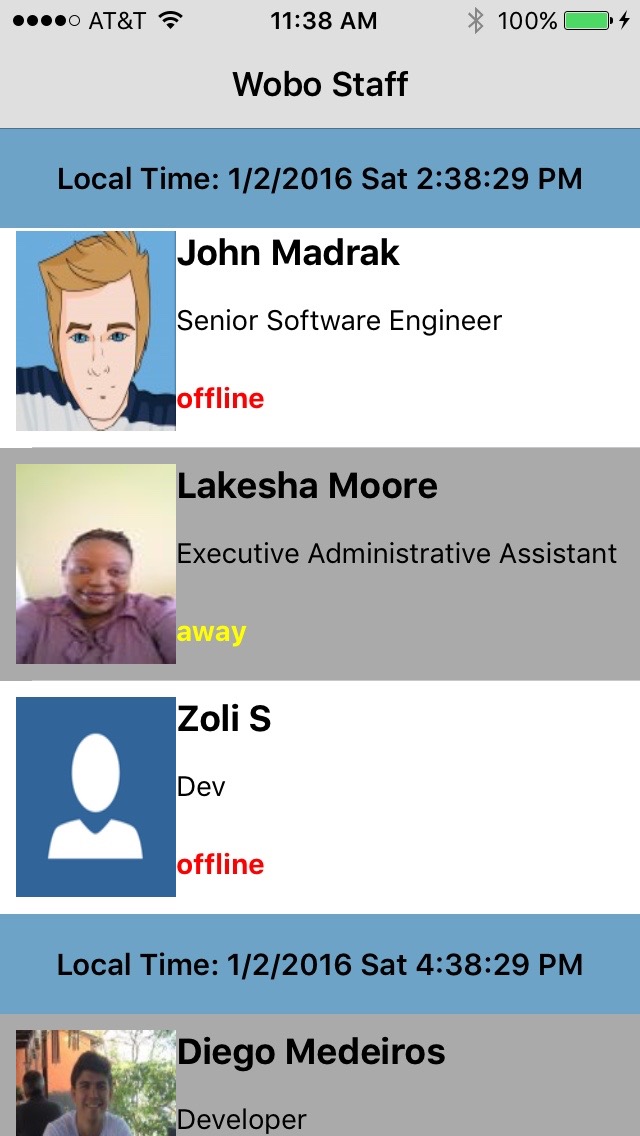 AT&T 11:38 AM 100%
Wobo Staff
Local Time: 1/2/2016 Sat 2:38:29 PM
John Madrak
Senior Software Engineer
offline
Lakesha Moore
Executive Administrative Assistant
away
Zoli S
Dev
offline
Local Time: 1/2/2016 Sat 4:38:29 PM
Diego Medeiros
Developer